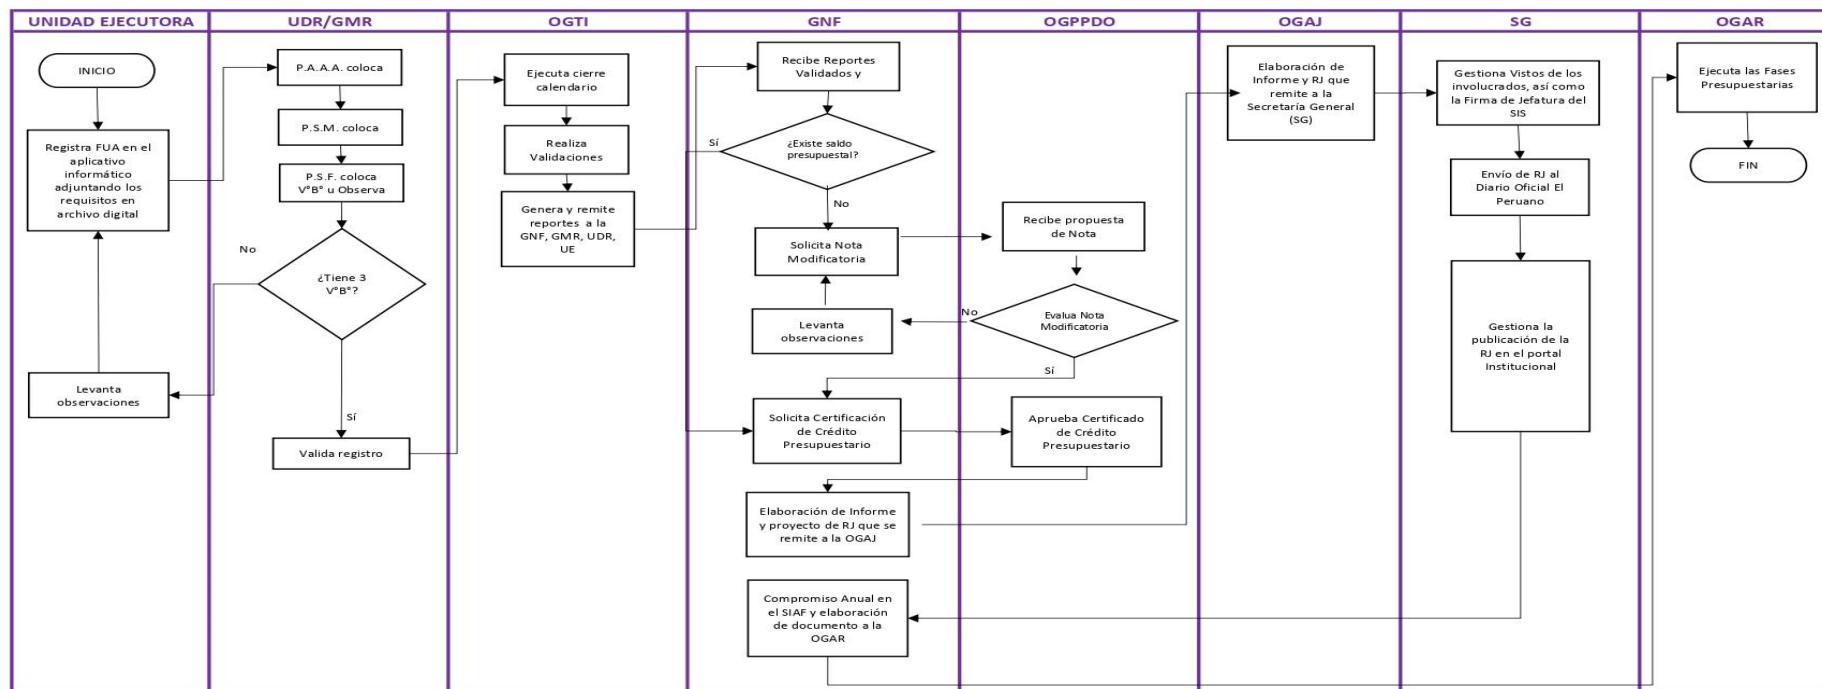 UNIDAD EJECUTORA
UDR/GMR
OGTI
GNF
OGPPDO
OGAJ
SG
OGAR
INICIO
Registra FUA en el
aplicativo
informático
adjuntando los
requisitos en
archivo digital
Levanta
observaciones
P.A.A.A. coloca
P.S.M. coloca
P.S.F. coloca
V°B° u Observa
No
¿Tiene 3
V°B°?
Sí
Valida registro
Ejecuta cierre
calendario
Realiza
Validaciones
Genera y remite
reportes a la
GNF, GMR, UDR,
UE
Recibe Reportes
Validados y
Sí
¿Existe saldo
presupuestal?
No
Solicita Nota
Modificatoria
Levanta
observaciones
Solicita Certificación
de Crédito
Presupuestario
Elaboración de Informe
y proyecto de RJ que se
remite a la OGAJ
Compromiso Anual en
el SIAF y elaboración
de documento a la
OGAR
Recibe propuesta
de Nota
No
Evalua Nota
Modificatoria
Sí
Aprueba Certificado
de Crédito
Presupuestario
Elaboración de
Informe y RJ que
remite a la
Secretaría General
(SG)
Gestiona Vistos de los
involucrados, así como
la Firma de Jefatura del
SIS
Envío de RJ al
Diario Oficial El
Peruano
Gestiona la
publicación de la
RJ en el portal
Institucional
Ejecuta las Fases
Presupuestarias
FIN